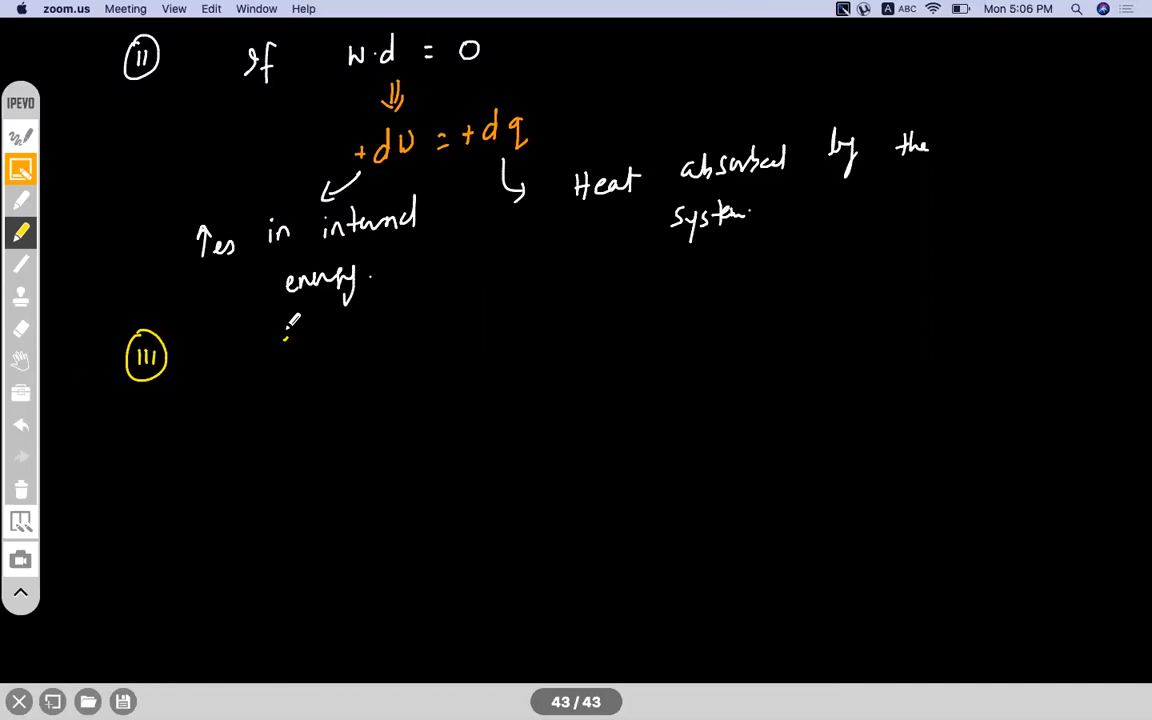 zoom.us Meeting View Edit Window Help A ABC Mon 5:06 PM
(ii) If W.d = 0
+dU = +dq
Heat absorbed by the
system.
↑es in internal
energy.
(iii)
IPEVO
43 / 43